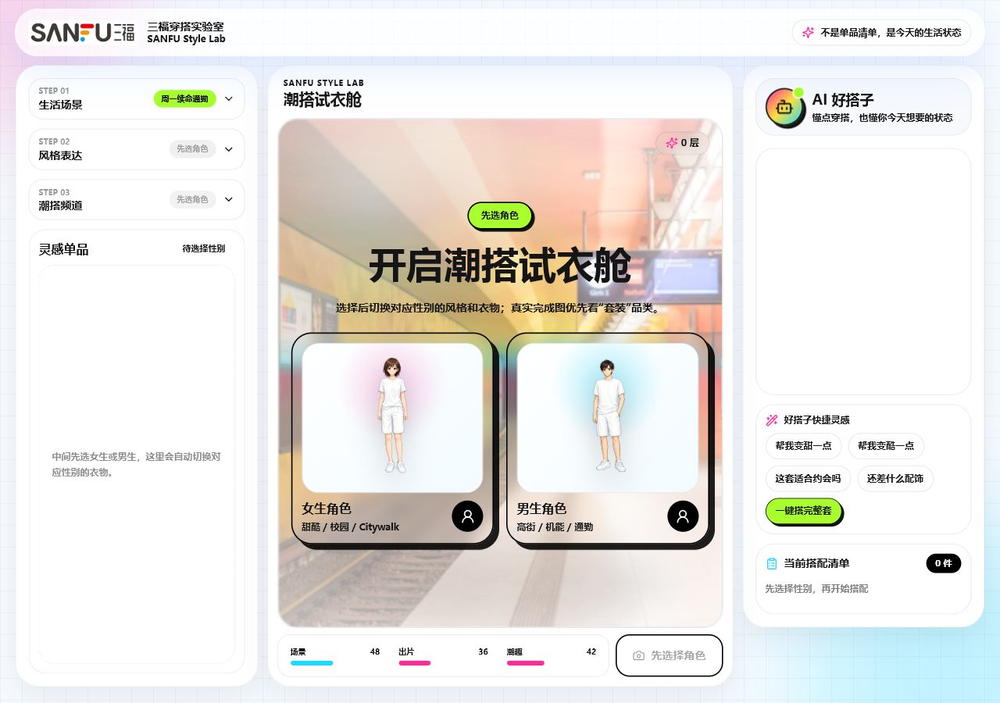 SANFU三福
三福穿搭实验室
SANFU Style Lab
不是单品清单，是今天的生活状态
STEP 01
生活场景
周一续命通勤
STEP 02
风格表达
先选角色
STEP 03
潮搭频道
先选角色
灵感单品
待选择性别
中间先选女生或男生，这里会自动切换对
应性别的衣物。
SANFU STYLE LAB
潮搭试衣舱
0 层
先选角色
开启潮搭试衣舱
选择后切换对应性别的风格和衣物；真实完成图优先看“套装”品类。
女生角色
甜酷 / 校园 / Citywalk
男生角色
高街 / 机能 / 通勤
场景
48
出片
36
潮趣
42
先选择角色
AI 好搭子
懂点穿搭，也懂你今天想要的状态
好搭子快捷灵感
帮我变甜一点
帮我变酷一点
这套适合约会吗
还差什么配饰
一键搭完整套
当前搭配清单
0 件
先选择性别，再开始搭配